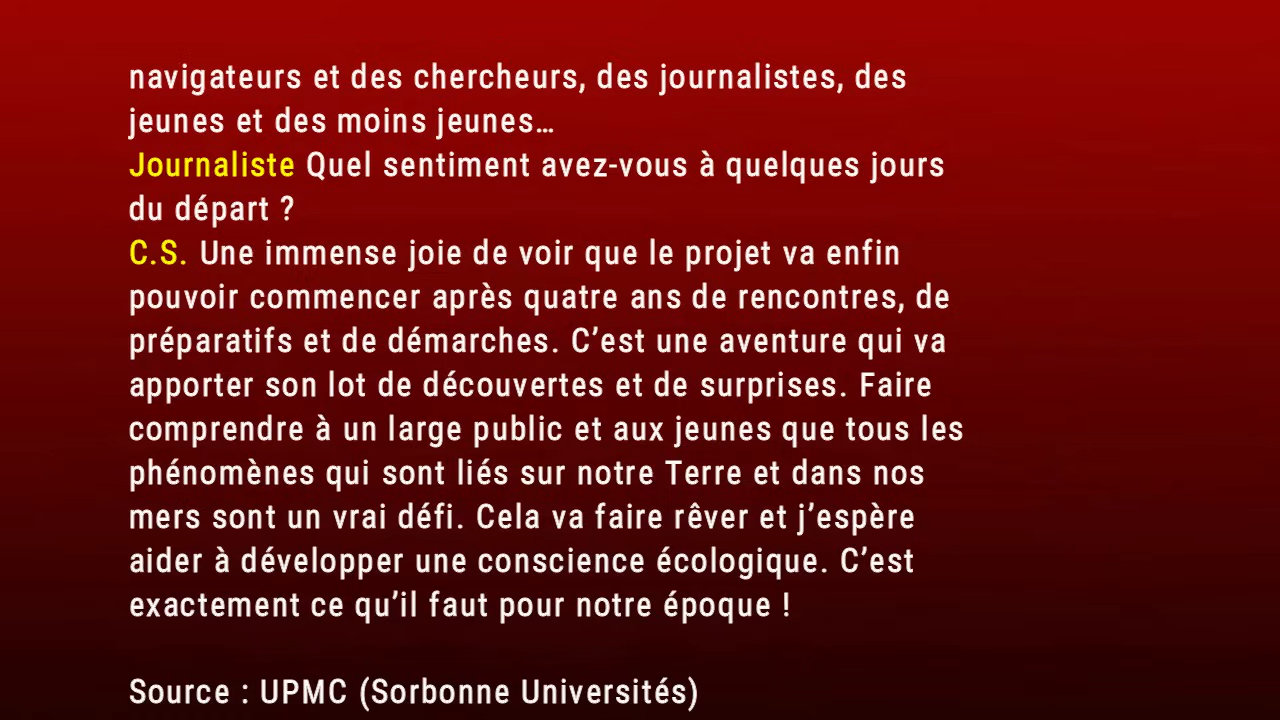 navigateurs et des chercheurs, des journalistes, des
jeunes et des moins jeunes…
Journaliste Quel sentiment avez-vous à quelques jours
du départ ?
C.S. Une immense joie de voir que le projet va enfin
pouvoir commencer après quatre ans de rencontres, de
préparatifs et de démarches. C’est une aventure qui va
apporter son lot de découvertes et de surprises. Faire
comprendre à un large public et aux jeunes que tous les
phénomènes qui sont liés sur notre Terre et dans nos
mers sont un vrai défi. Cela va faire rêver et j’espère
aider à développer une conscience écologique. C’est
exactement ce qu’il faut pour notre époque !
Source : UPMC (Sorbonne Universités)